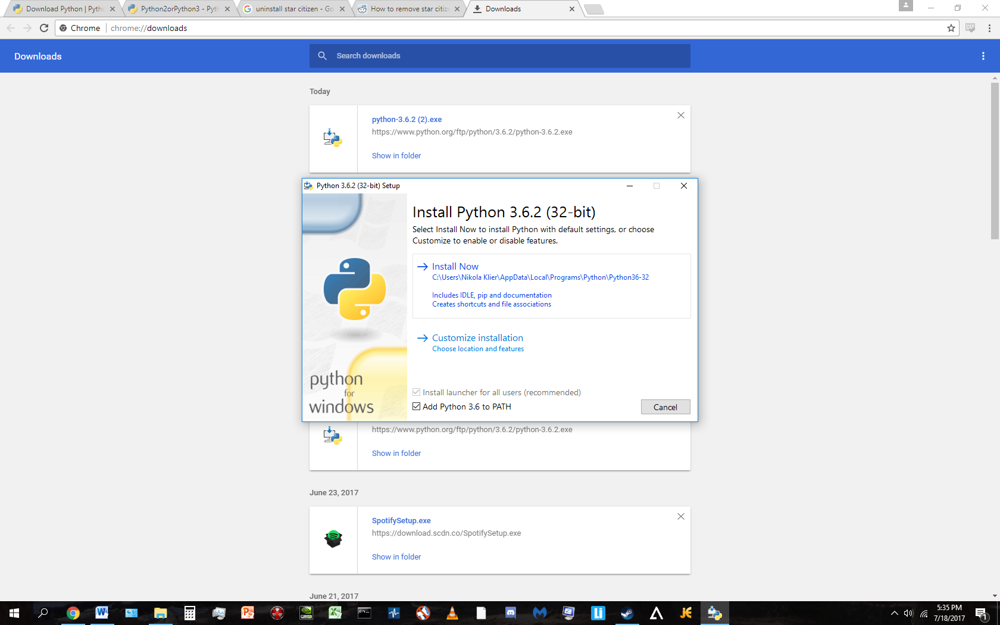 Download Python | Pytho
Python2orPython3 - Pyth
uninstall star citizen - Go
How to remove star citize
Downloads
Chrome
chrome://downloads
Downloads
Search downloads
Today
python-3.6.2 (2).exe
https://www.python.org/ftp/python/3.6.2/python-3.6.2.exe
Show in folder
Python 3.6.2 (32-bit) Setup
Install Python 3.6.2 (32-bit)
Select Install Now to install Python with default settings, or choose
Customize to enable or disable features.
Install Now
C:\Users\Nikola Klier\AppData\Local\Programs\Python\Python36-32
Includes IDLE, pip and documentation
Creates shortcuts and file associations
Customize installation
Choose location and features
python
for
windows
Install launcher for all users (recommended)
Add Python 3.6 to PATH
Cancel
https://www.python.org/ftp/python/3.6.2/python-3.6.2.exe
Show in folder
June 23, 2017
SpotifySetup.exe
https://download.scdn.co/SpotifySetup.exe
Show in folder
June 21, 2017
5:35 PM
7/18/2017
1